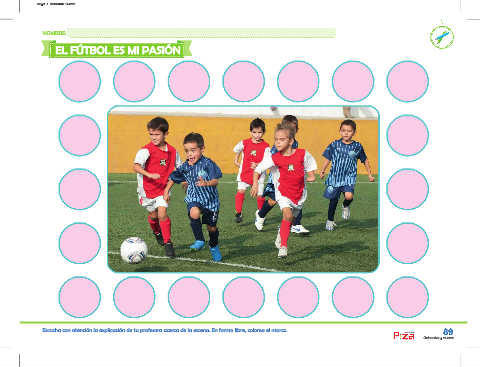 NOMBRE:
EL FÚTBOL ES MI PASIÓN
Escucha con atención la explicación de tu profesora acerca de la escena. En forma libre, colorea el marco.
PIZA
89